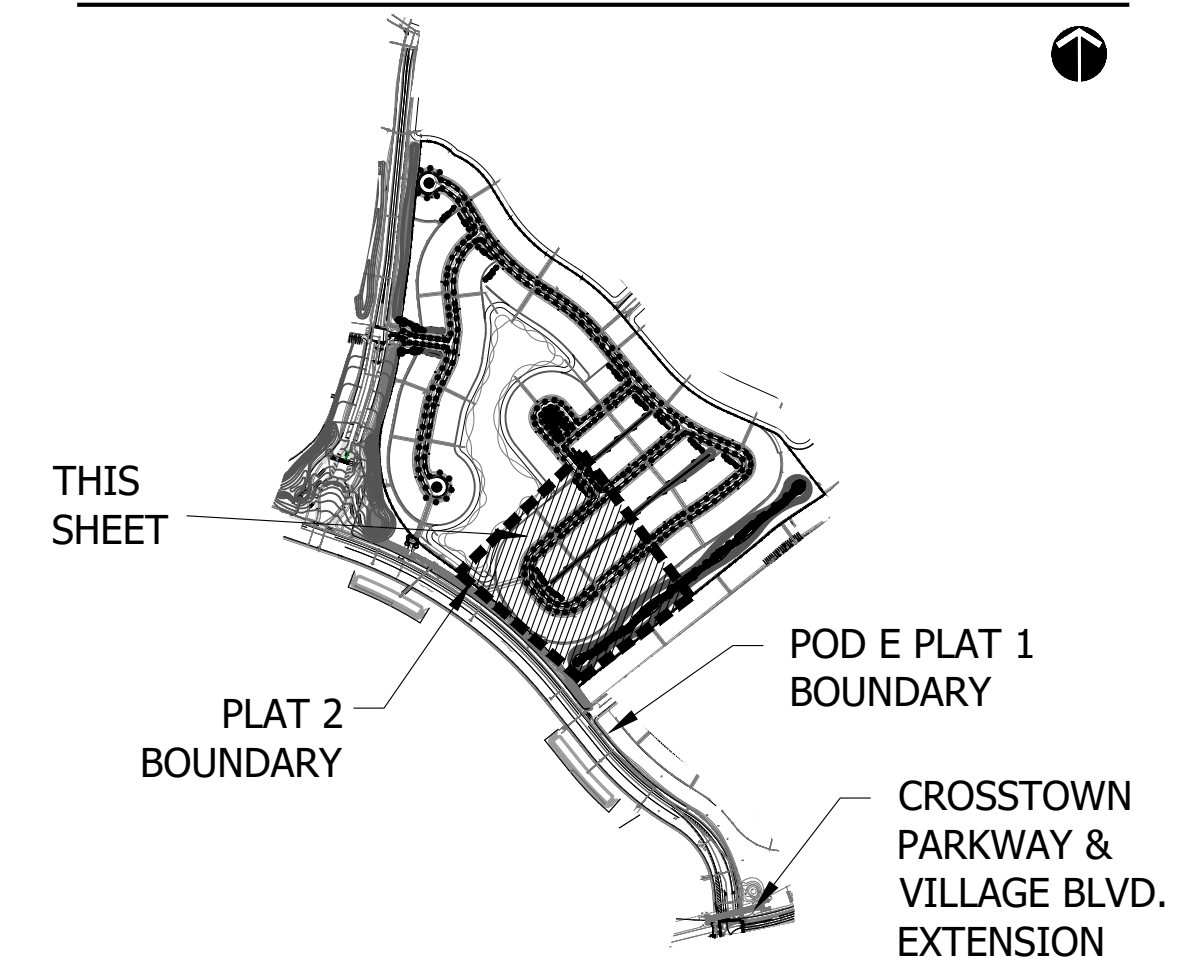 THIS
SHEET
PLAT 2
BOUNDARY
POD E PLAT 1
BOUNDARY
CROSSTOWN
PARKWAY &
VILLAGE BLVD.
EXTENSION